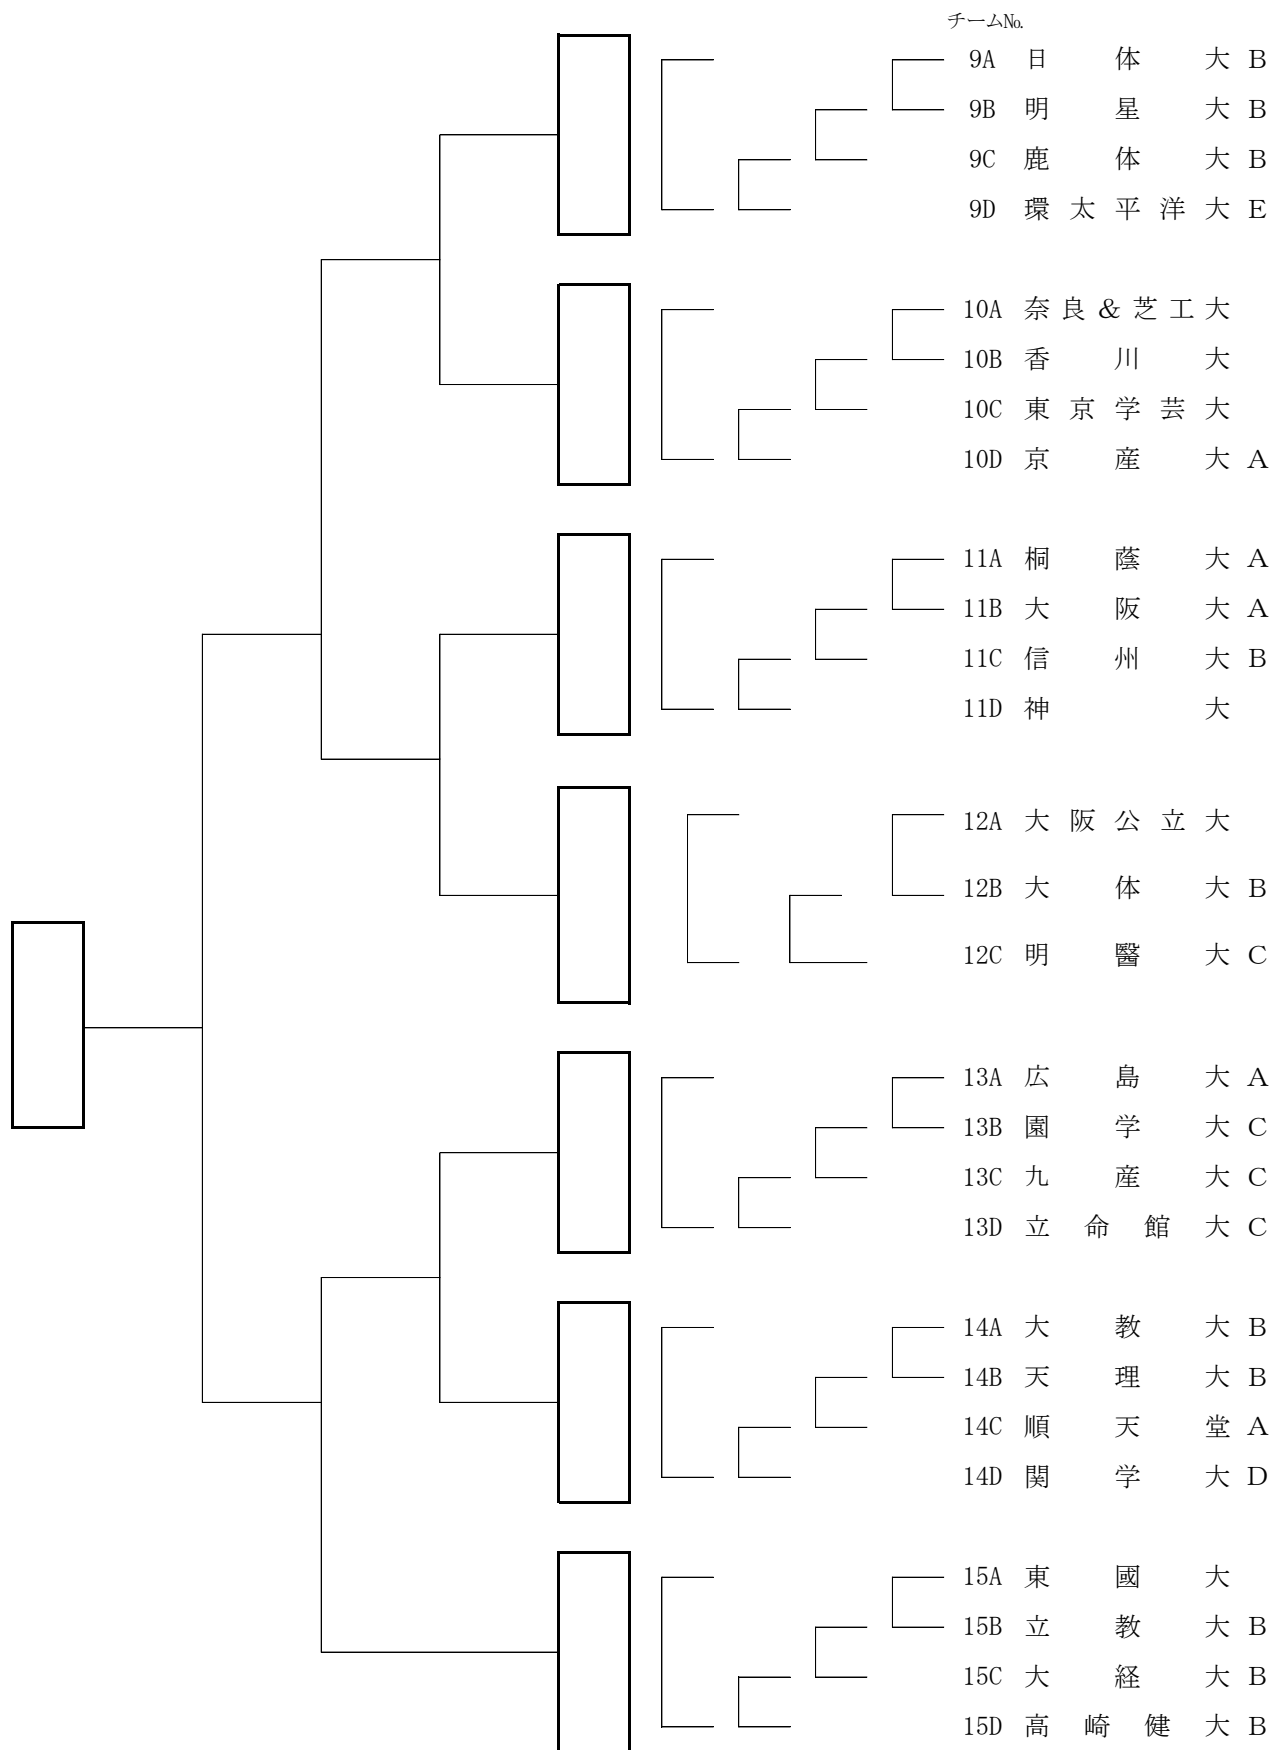 チーム№
9A 日体大 B
9B 明星大 B
9C 鹿体大 B
9D 環太平洋大 E
10A 奈良&芝工大
10B 香川大
10C 東京学芸大
10D 京産大 A
11A 桐蔭大 A
11B 大阪大 A
11C 信州大 B
11D 神大
12A 大阪公立大
12B 大体大 B
12C 明醫大 C
13A 広島大 A
13B 園学大 C
13C 九産大 C
13D 立命館大 C
14A 大教大 B
14B 天理大 B
14C 順天堂 A
14D 関学大 D
15A 東國大
15B 立教大 B
15C 大経大 B
15D 高崎健大 B